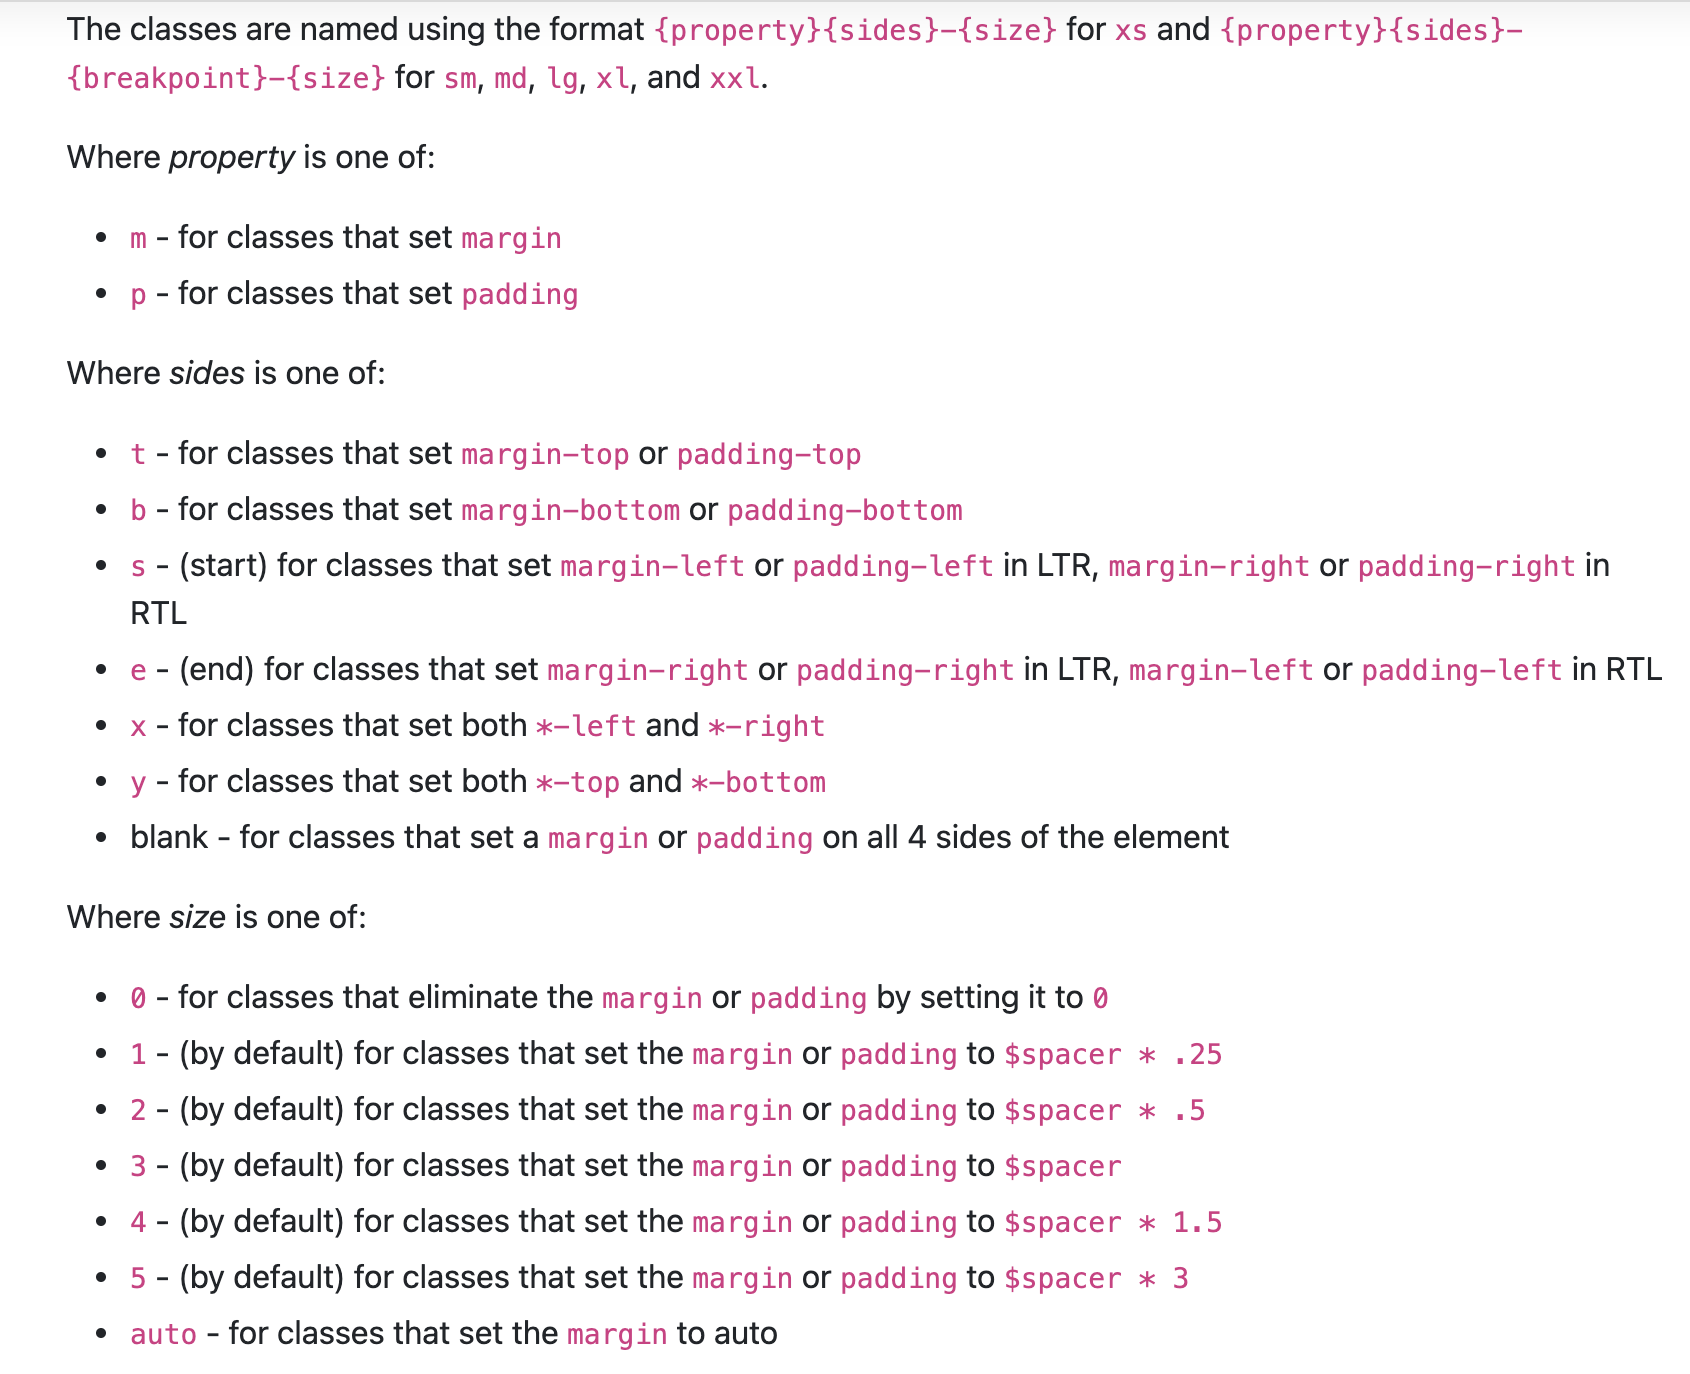 The classes are named using the format {property}{sides}-{size} for xs and {property}{sides}-
{breakpoint}-{size} for sm, md, lg, xl, and xxl.
Where property is one of:
• m - for classes that set margin
• p - for classes that set padding
Where sides is one of:
• t - for classes that set margin-top or padding-top
• b - for classes that set margin-bottom or padding-bottom
• s - (start) for classes that set margin-left or padding-left in LTR, margin-right or padding-right in
RTL
• e - (end) for classes that set margin-right or padding-right in LTR, margin-left or padding-left in RTL
• x - for classes that set both *-left and *-right
• y - for classes that set both *-top and *-bottom
• blank - for classes that set a margin or padding on all 4 sides of the element
Where size is one of:
• 0 - for classes that eliminate the margin or padding by setting it to 0
• 1 - (by default) for classes that set the margin or padding to $spacer * .25
• 2 - (by default) for classes that set the margin or padding to $spacer * .5
• 3 - (by default) for classes that set the margin or padding to $spacer
• 4 - (by default) for classes that set the margin or padding to $spacer * 1.5
• 5 - (by default) for classes that set the margin or padding to $spacer * 3
• auto - for classes that set the margin to auto